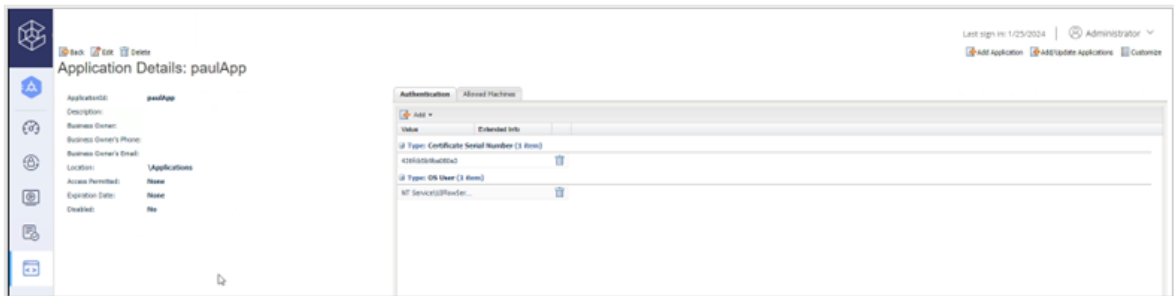 Last sign in: 1/25/2024 | Administrator
Back Edit Delete
Add Application Add/Update Applications Customize
Application Details: paulApp
Authentication Allowed Machines
ApplicationId: paulApp
Description:
Business Owner:
Business Owner's Phone:
Business Owner's Email:
Location: \Applications
Access Permitted: None
Expiration Date: None
Disabled: No
Add
Value Extended Info
Type: Certificate Serial Number (1 item)
Type: OS User (1 item)
NT Service\